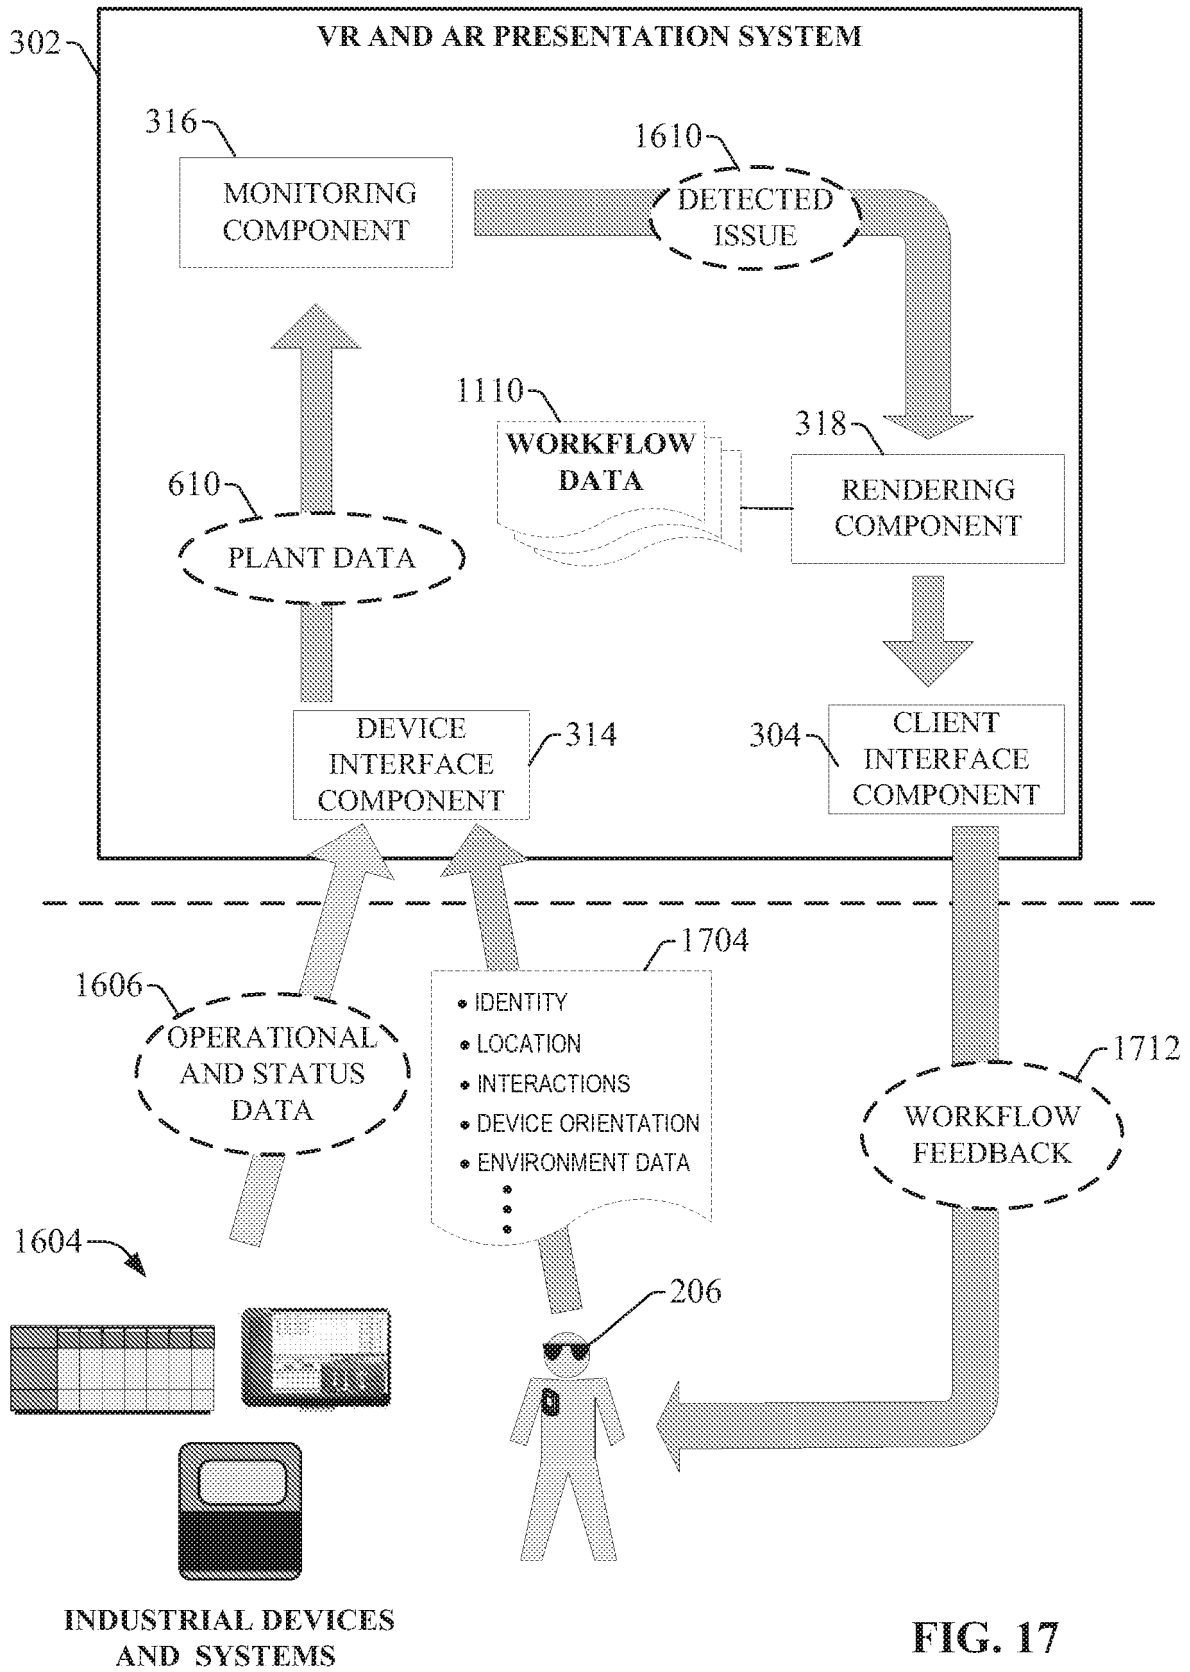 302
VR AND AR PRESENTATION SYSTEM
316
1610
MONITORING
COMPONENT
DETECTED
ISSUE
1110
318
WORKFLOW
DATA
RENDERING
COMPONENT
610
PLANT DATA
DEVICE
INTERFACE
COMPONENT
314
304
CLIENT
INTERFACE
COMPONENT
1704
1606
• IDENTITY
• LOCATION
• INTERACTIONS
• DEVICE ORIENTATION
• ENVIRONMENT DATA
OPERATIONAL
AND STATUS
DATA
1712
WORKFLOW
FEEDBACK
1604
206
INDUSTRIAL DEVICES
AND SYSTEMS
FIG. 17